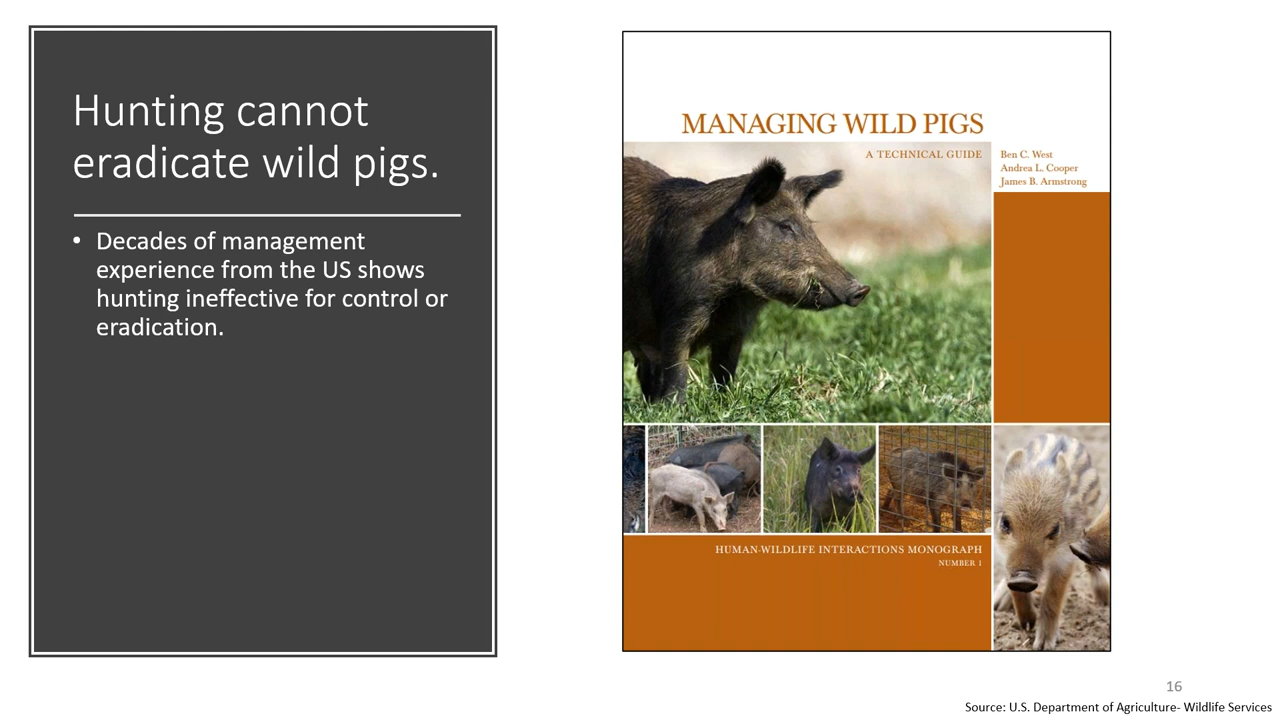 Hunting cannot
eradicate wild pigs.
• Decades of management
experience from the US shows
hunting ineffective for control or
eradication.
MANAGING WILD PIGS
A TECHNICAL GUIDE
Ben C. West
Andrea L. Cooper
James B. Armstrong
HUMAN-WILDLIFE INTERACTIONS MONOGRAPH
NUMBER 1
16
Source: U.S. Department of Agriculture- Wildlife Services